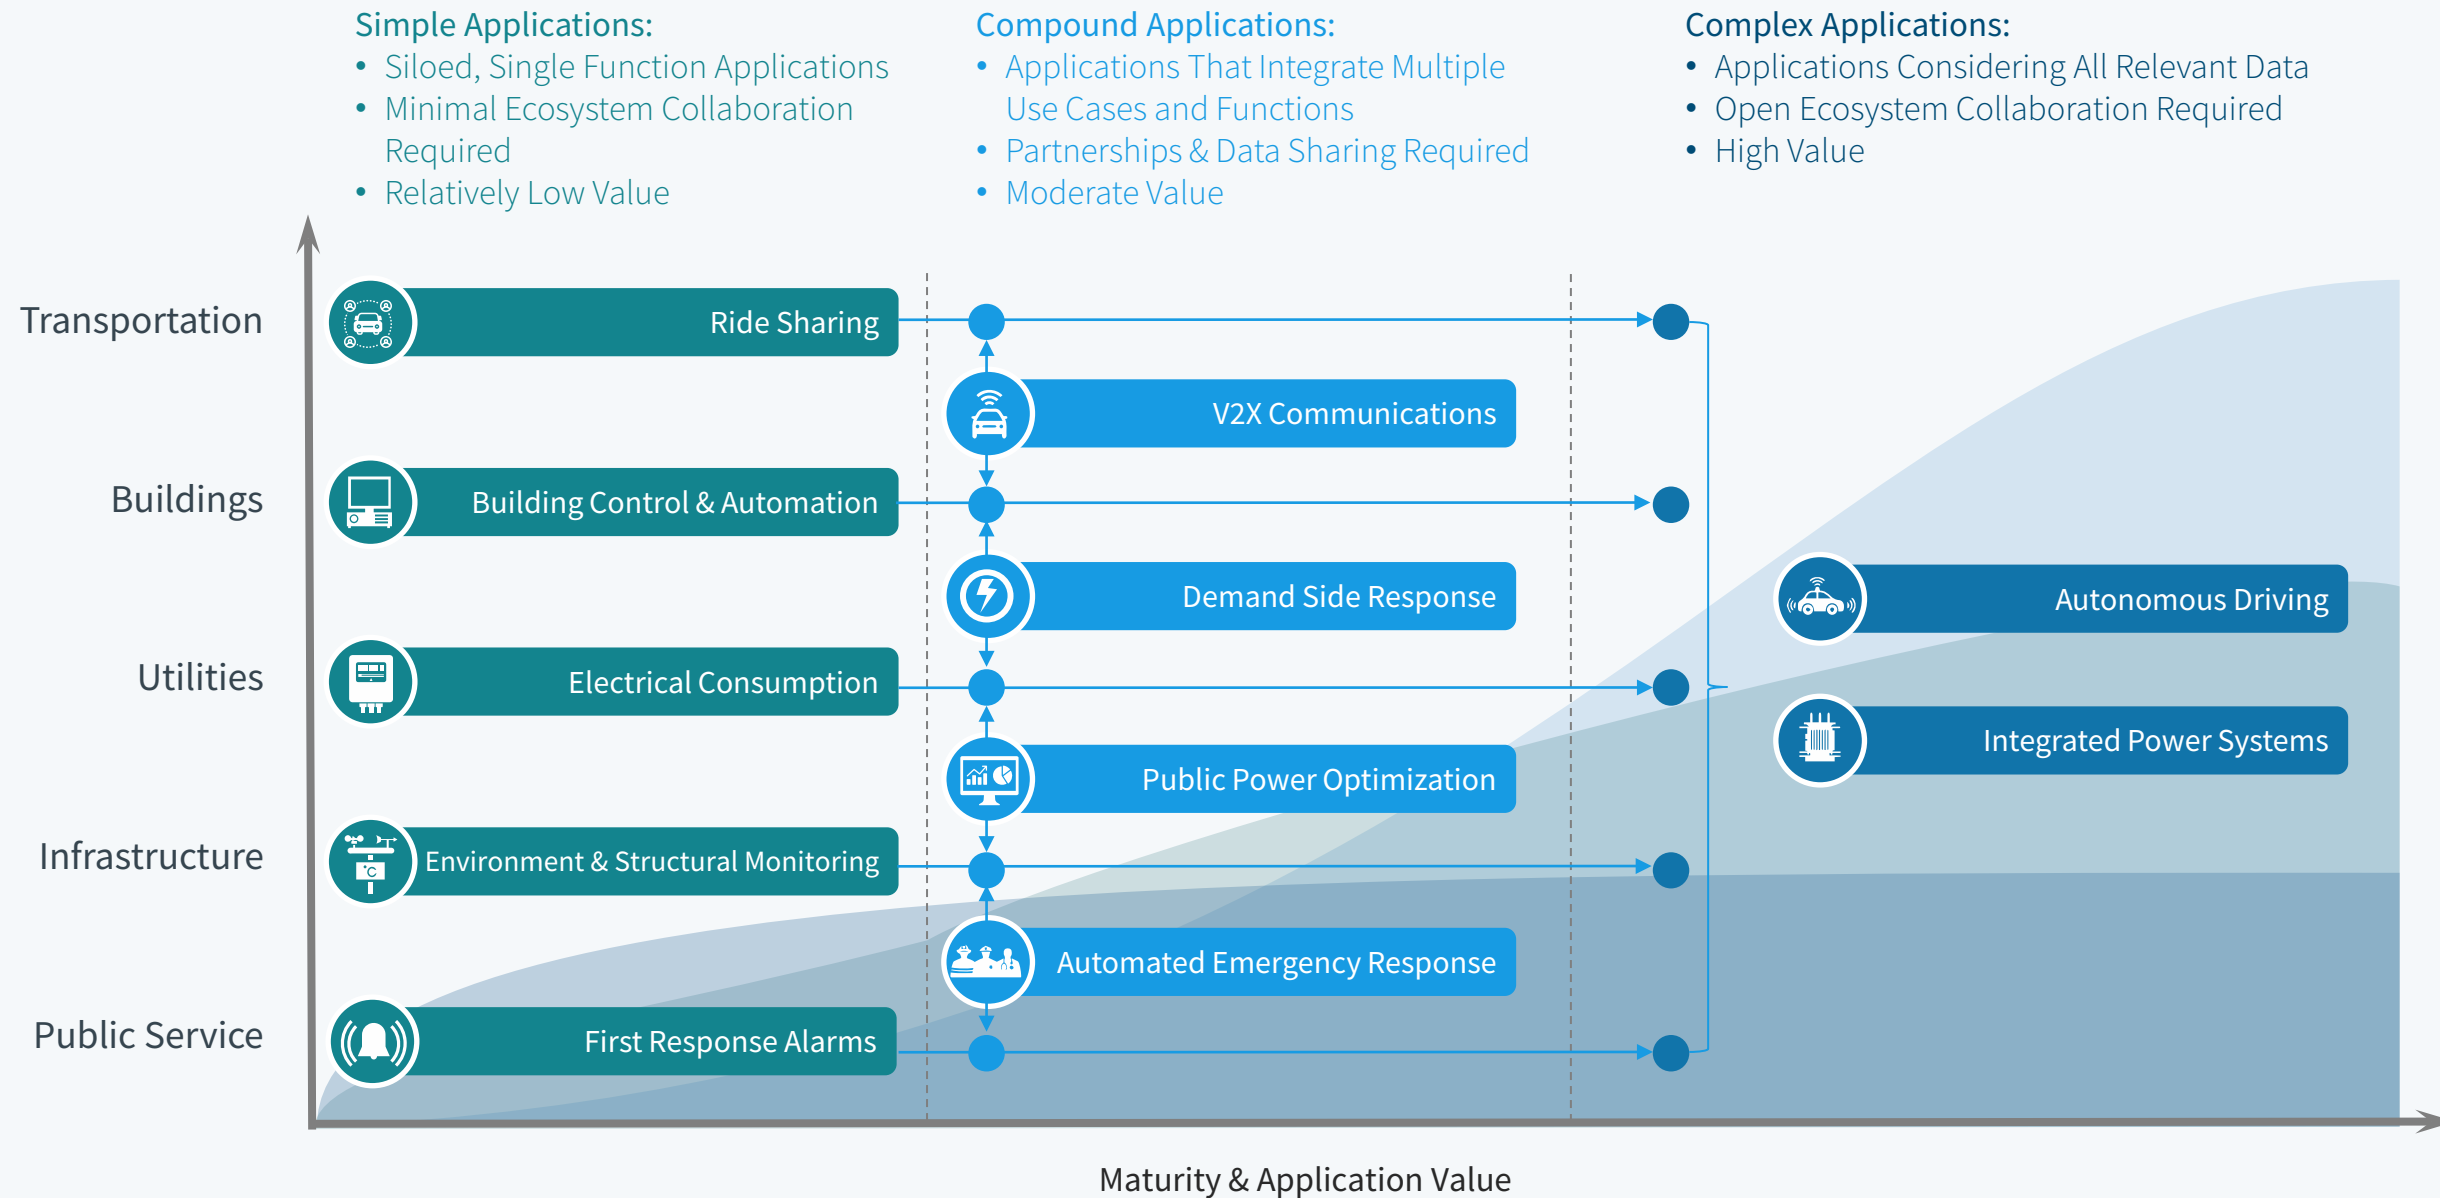 Simple Applications:
• Siloed, Single Function Applications
• Minimal Ecosystem Collaboration
Required
• Relatively Low Value
Compound Applications:
• Applications That Integrate Multiple
Use Cases and Functions
• Partnerships & Data Sharing Required
• Moderate Value
Complex Applications:
• Applications Considering All Relevant Data
• Open Ecosystem Collaboration Required
• High Value
Transportation
Ride Sharing
V2X Communications
Buildings
Building Control & Automation
Demand Side Response
Autonomous Driving
Utilities
Electrical Consumption
Integrated Power Systems
Public Power Optimization
Infrastructure
°C
Environment & Structural Monitoring
Automated Emergency Response
Public Service
First Response Alarms
Maturity & Application Value